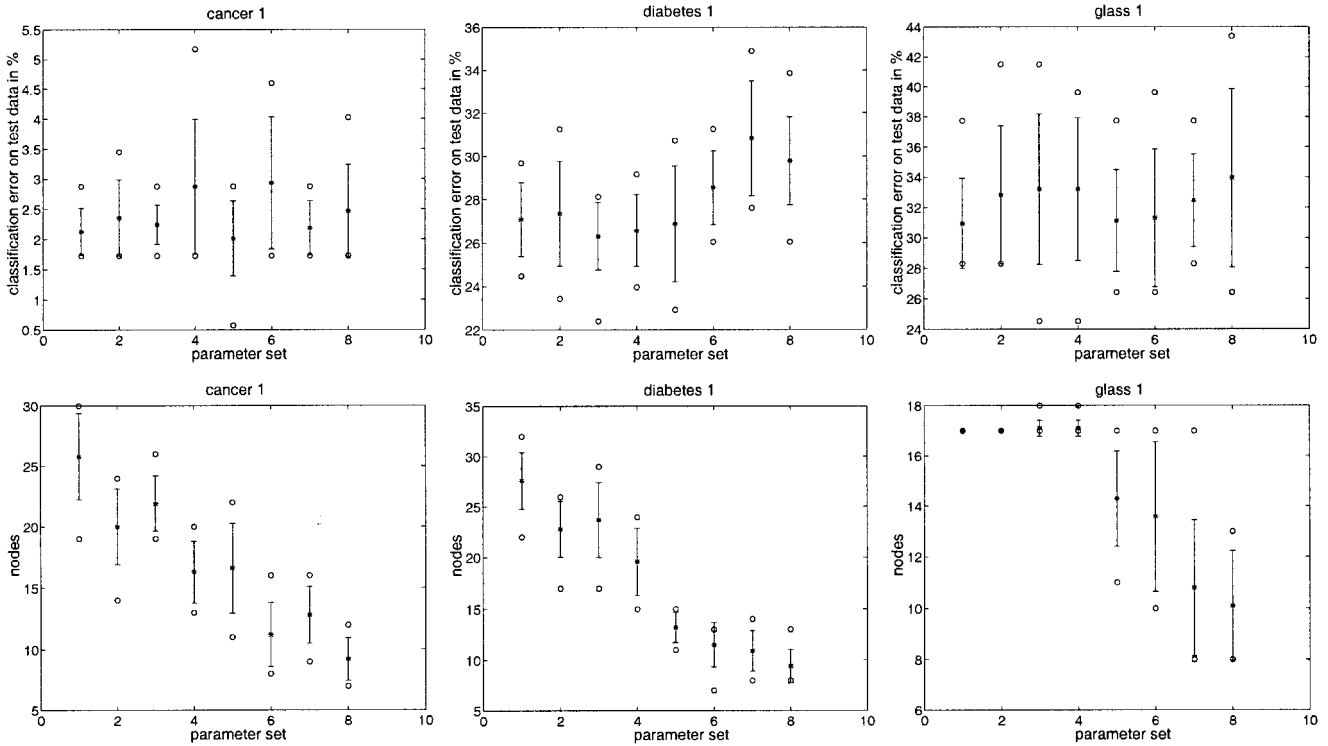 cancer 1
5.5
5
4.5
4
3.5
3
2.5
2
1.5
1
0.5
classification error on test data in %
0 2 4 6 8 10
parameter set
diabetes 1
36
34
32
30
28
26
24
22
classification error on test data in %
0 2 4 6 8 10
parameter set
glass 1
44
42
40
38
36
34
32
30
28
26
24
classification error on test data in %
0 2 4 6 8 10
parameter set
cancer 1
30
25
20
15
10
5
nodes
0 2 4 6 8 10
parameter set
diabetes 1
35
30
25
20
15
10
5
nodes
0 2 4 6 8 10
parameter set
glass 1
18
16
14
12
10
8
6
nodes
0 2 4 6 8 10
parameter set